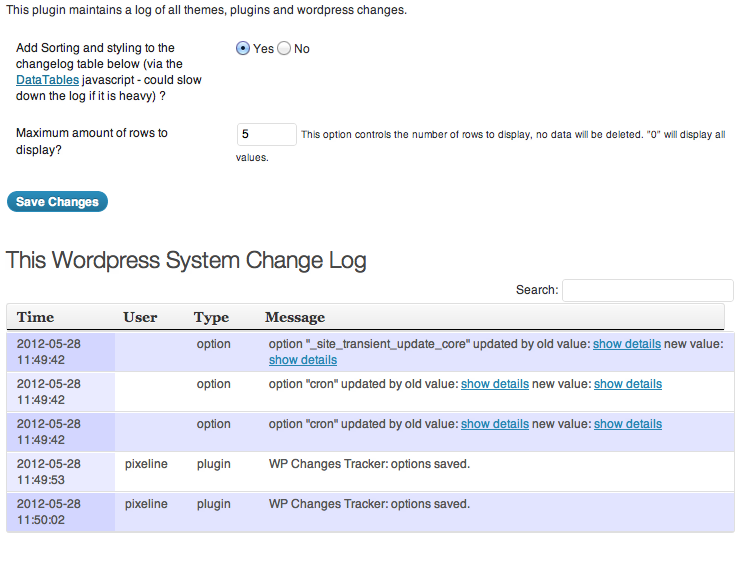 This plugin maintains a log of all themes, plugins and wordpress changes.
Add Sorting and styling to the
changelog table below (via the
DataTables javascript - could slow
down the log if it is heavy) ?
Yes No
Maximum amount of rows to
display?
5 This option controls the number of rows to display, no data will be deleted. "0" will display all
values.
Save Changes
This Wordpress System Change Log
Search:
Time User Type Message
2012-05-28 option option "_site_transient_update_core" updated by old value: show details new value:
11:49:42 show details
2012-05-28 option option "cron" updated by old value: show details new value: show details
11:49:42
2012-05-28 option option "cron" updated by old value: show details new value: show details
11:49:42
2012-05-28 pixeline plugin WP Changes Tracker: options saved.
11:49:53
2012-05-28 pixeline plugin WP Changes Tracker: options saved.
11:50:02